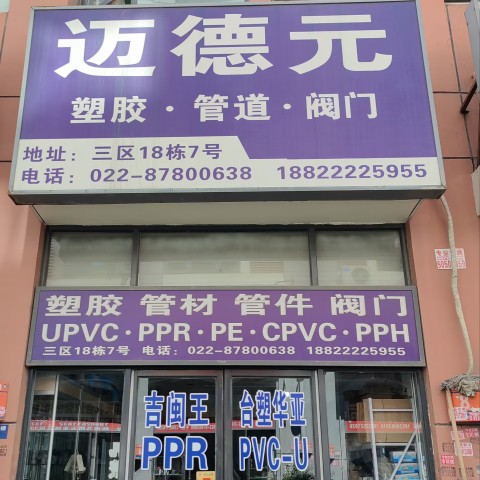 迈德元
塑胶·管道·阀门
地址：三区18栋7号
电话：022-87800638 18822225955
塑胶 管材 管件 阀门
UPVC·PPR·PE·CPVC·PPH
三区18栋7号 电话：022-87800638 18822225955
吉闽王 台塑华亚
PPR PVC-U